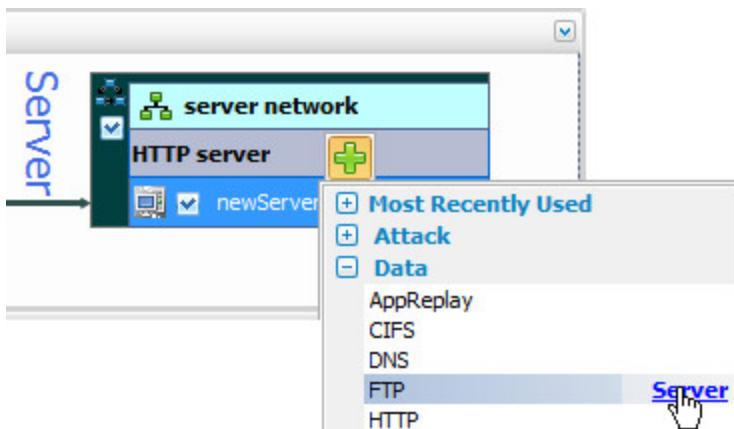 Server
server network
HTTP server
newServer
Most Recently Used
Attack
Data
AppReplay
CIFS
DNS
FTP Server
HTTP